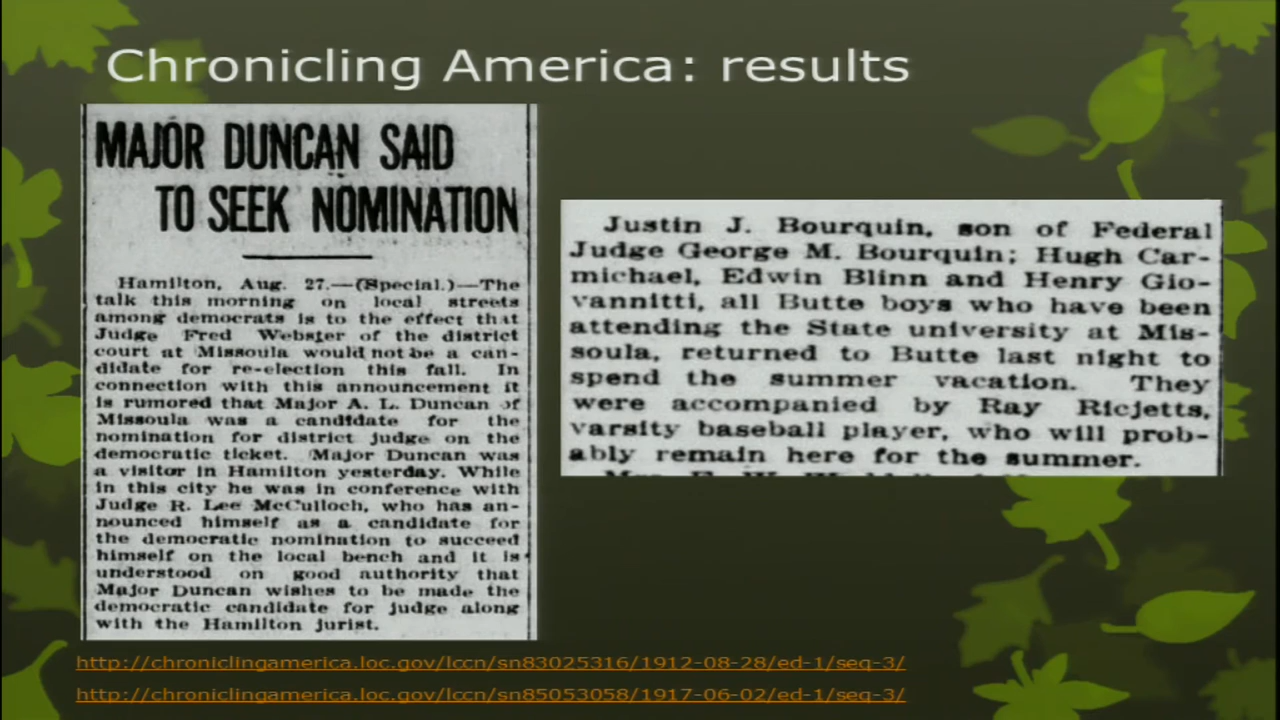 Chronicling America: results
MAJOR DUNCAN SAID
TO SEEK NOMINATION
Hamilton, Aug. 27.—(Special.)—The
talk this morning on local streets
among democrats is to the effect that
Judge Fred Webster of the district
court at Missoula would not be a can-
didate for re-election this fall. In
connection with this announcement it
is rumored that Major A. L. Duncan of
Missoula was a candidate for the
nomination for district judge on the
democratic ticket. Major Duncan was
a visitor in Hamilton yesterday. While
in this city he was in conference with
Judge R. Lee McCulloch, who has an-
nounced himself as a candidate for
the democratic nomination to succeed
himself on the local bench and it is
understood on good authority that
Major Duncan wishes to be made the
democratic candidate for judge along
with the Hamilton jurist.
Justin J. Bourquin, son of Federal
Judge George M. Bourquin; Hugh Car-
michael, Edwin Blinn and Henry Gio-
vannitti, all Butte boys who have been
attending the State university at Mis-
soula, returned to Butte last night to
spend the summer vacation. They
were accompanied by Ray Ricjetts,
varsity baseball player, who will prob-
ably remain here for the summer.
http://chroniclingamerica.loc.gov/lccn/sn83025316/1912-08-28/ed-1/seq-3/
http://chroniclingamerica.loc.gov/lccn/sn85053058/1917-06-02/ed-1/seq-3/